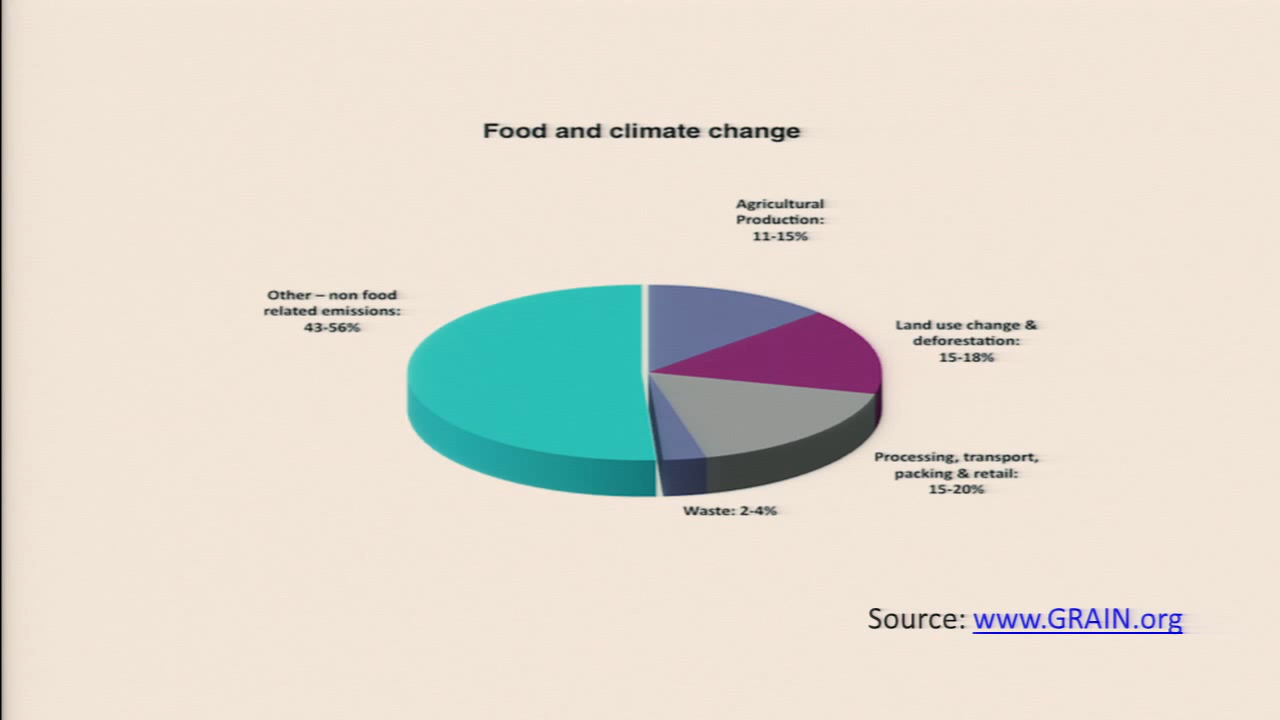 Food and climate change
Agricultural
Production:
11-15%
Other – non food
related emissions:
43-56%
Land use change &
deforestation:
15-18%
Processing, transport,
packing & retail:
15-20%
Waste: 2-4%
Source: www.GRAIN.org